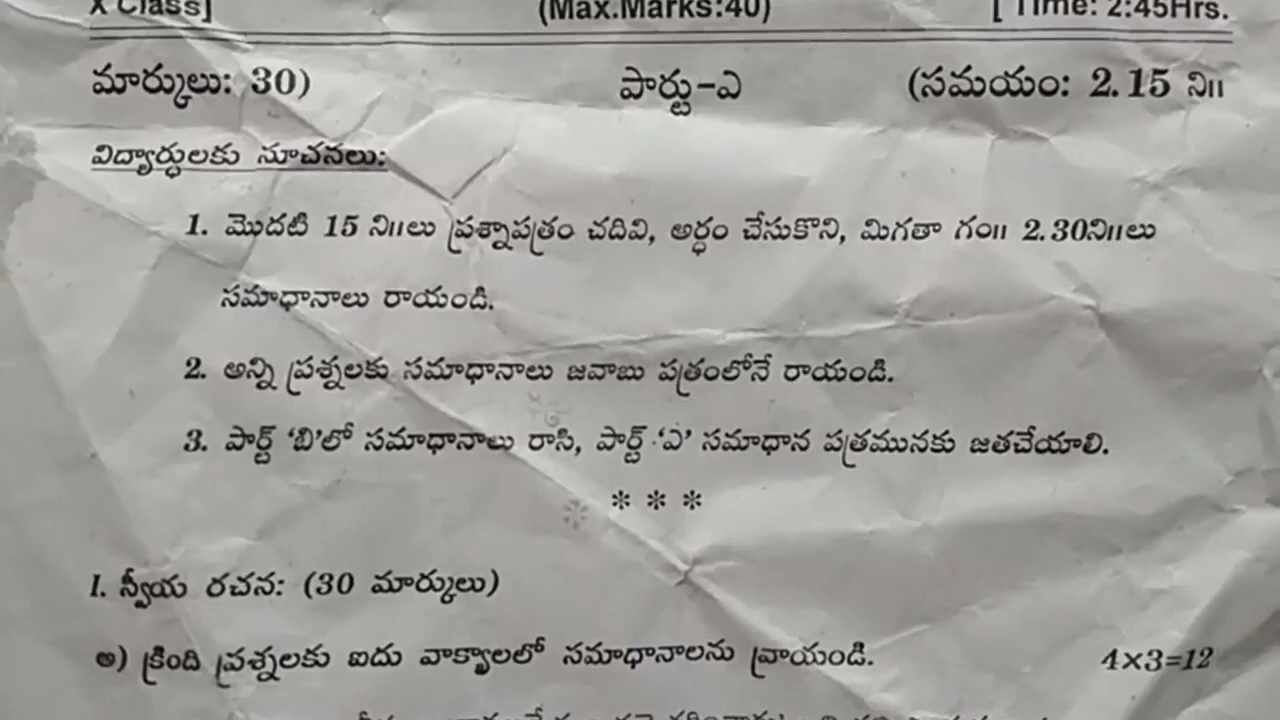 X Class] (Max.Marks:40) [ Time: 2:45Hrs.
మార్కులు: 30) పార్టు-ఎ (సమయం: 2.15 ని॥
విద్యార్థులకు సూచనలు:
1. మొదటి 15 ని॥లు ప్రశ్నాపత్రం చదివి, అర్ధం చేసుకొని, మిగతా గం॥ 2.30ని॥లు
సమాధానాలు రాయండి.
2. అన్ని ప్రశ్నలకు సమాధానాలు జవాబు పత్రంలోనే రాయండి.
3. పార్ట్ 'బి'లో సమాధానాలు రాసి, పార్ట్ 'ఏ' సమాధాన పత్రమునకు జతచేయాలి.
* * *
I. స్వీయ రచన: (30 మార్కులు)
అ) క్రింది ప్రశ్నలకు ఐదు వాక్యాలలో సమాధానాలను వ్రాయండి. 4×3=12